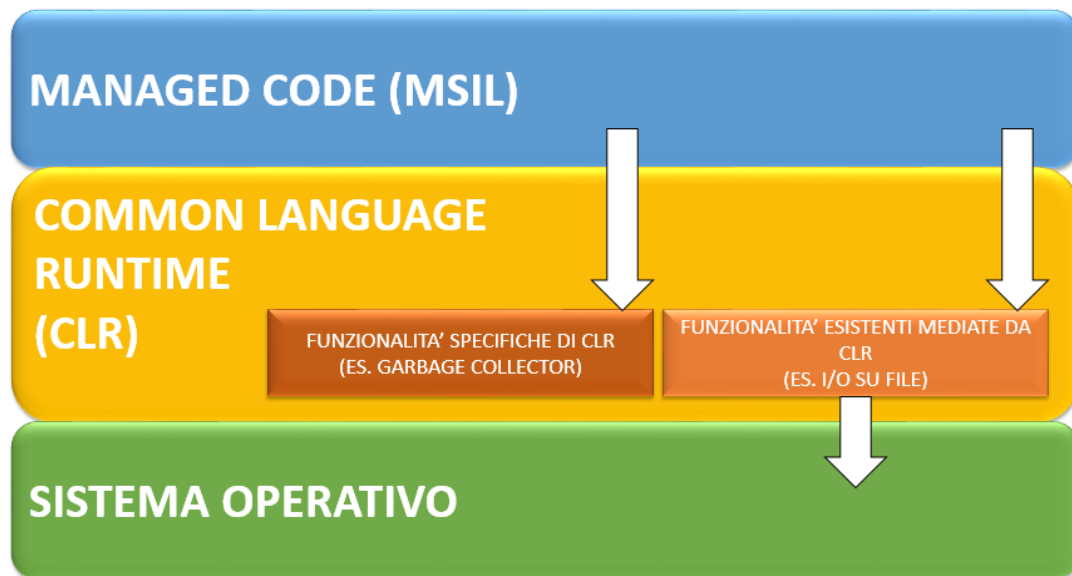 MANAGED CODE (MSIL)
COMMON LANGUAGE
RUNTIME
(CLR)
FUNZIONALITA’ SPECIFICHE DI CLR
(ES. GARBAGE COLLECTOR)
FUNZIONALITA’ ESISTENTI MEDIATE DA
CLR
(ES. I/O SU FILE)
SISTEMA OPERATIVO